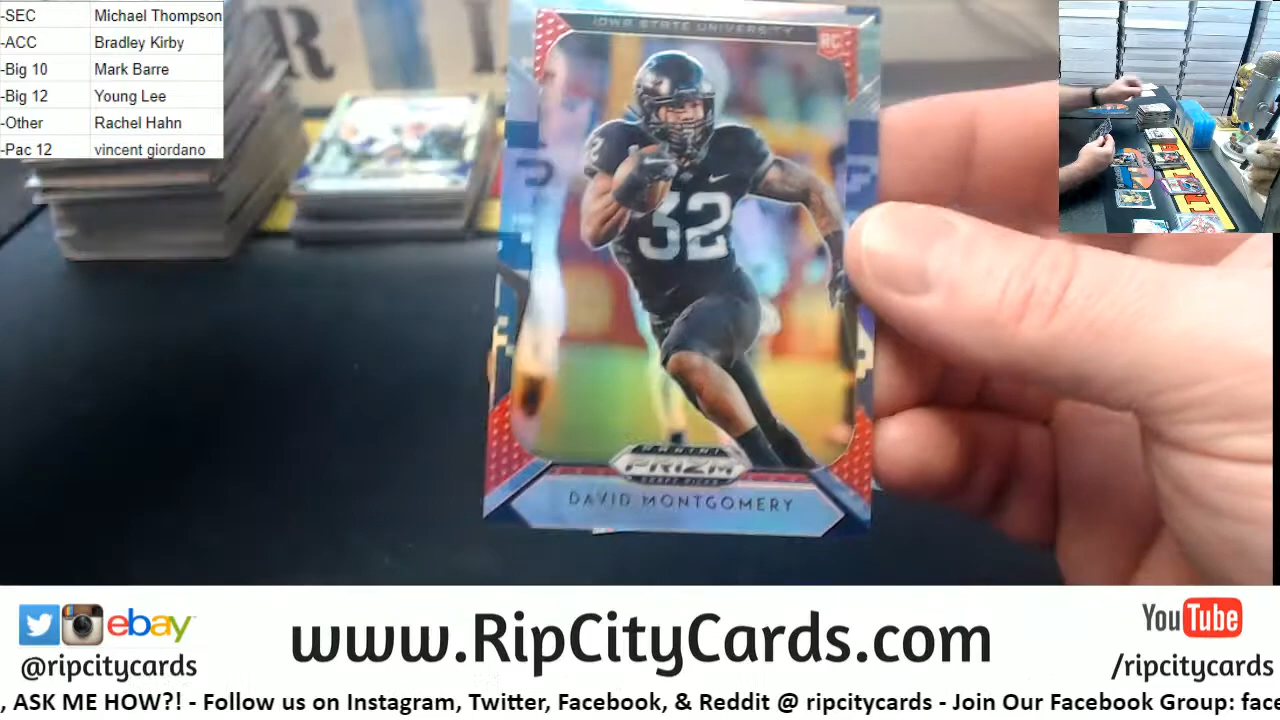 -SEC Michael Thompson
-ACC Bradley Kirby
-Big 10 Mark Barre
-Big 12 Young Lee
-Other Rachel Hahn
-Pac 12 vincent giordano
IOWA STATE UNIVERSITY
RC
32
PANINI
PRIZM
DRAFT PICKS
DAVID MONTGOMERY
ebay
@ripcitycards
www.RipCityCards.com
YouTube
/ripcitycards
, ASK ME HOW?! - Follow us on Instagram, Twitter, Facebook, & Reddit @ ripcitycards - Join Our Facebook Group: face